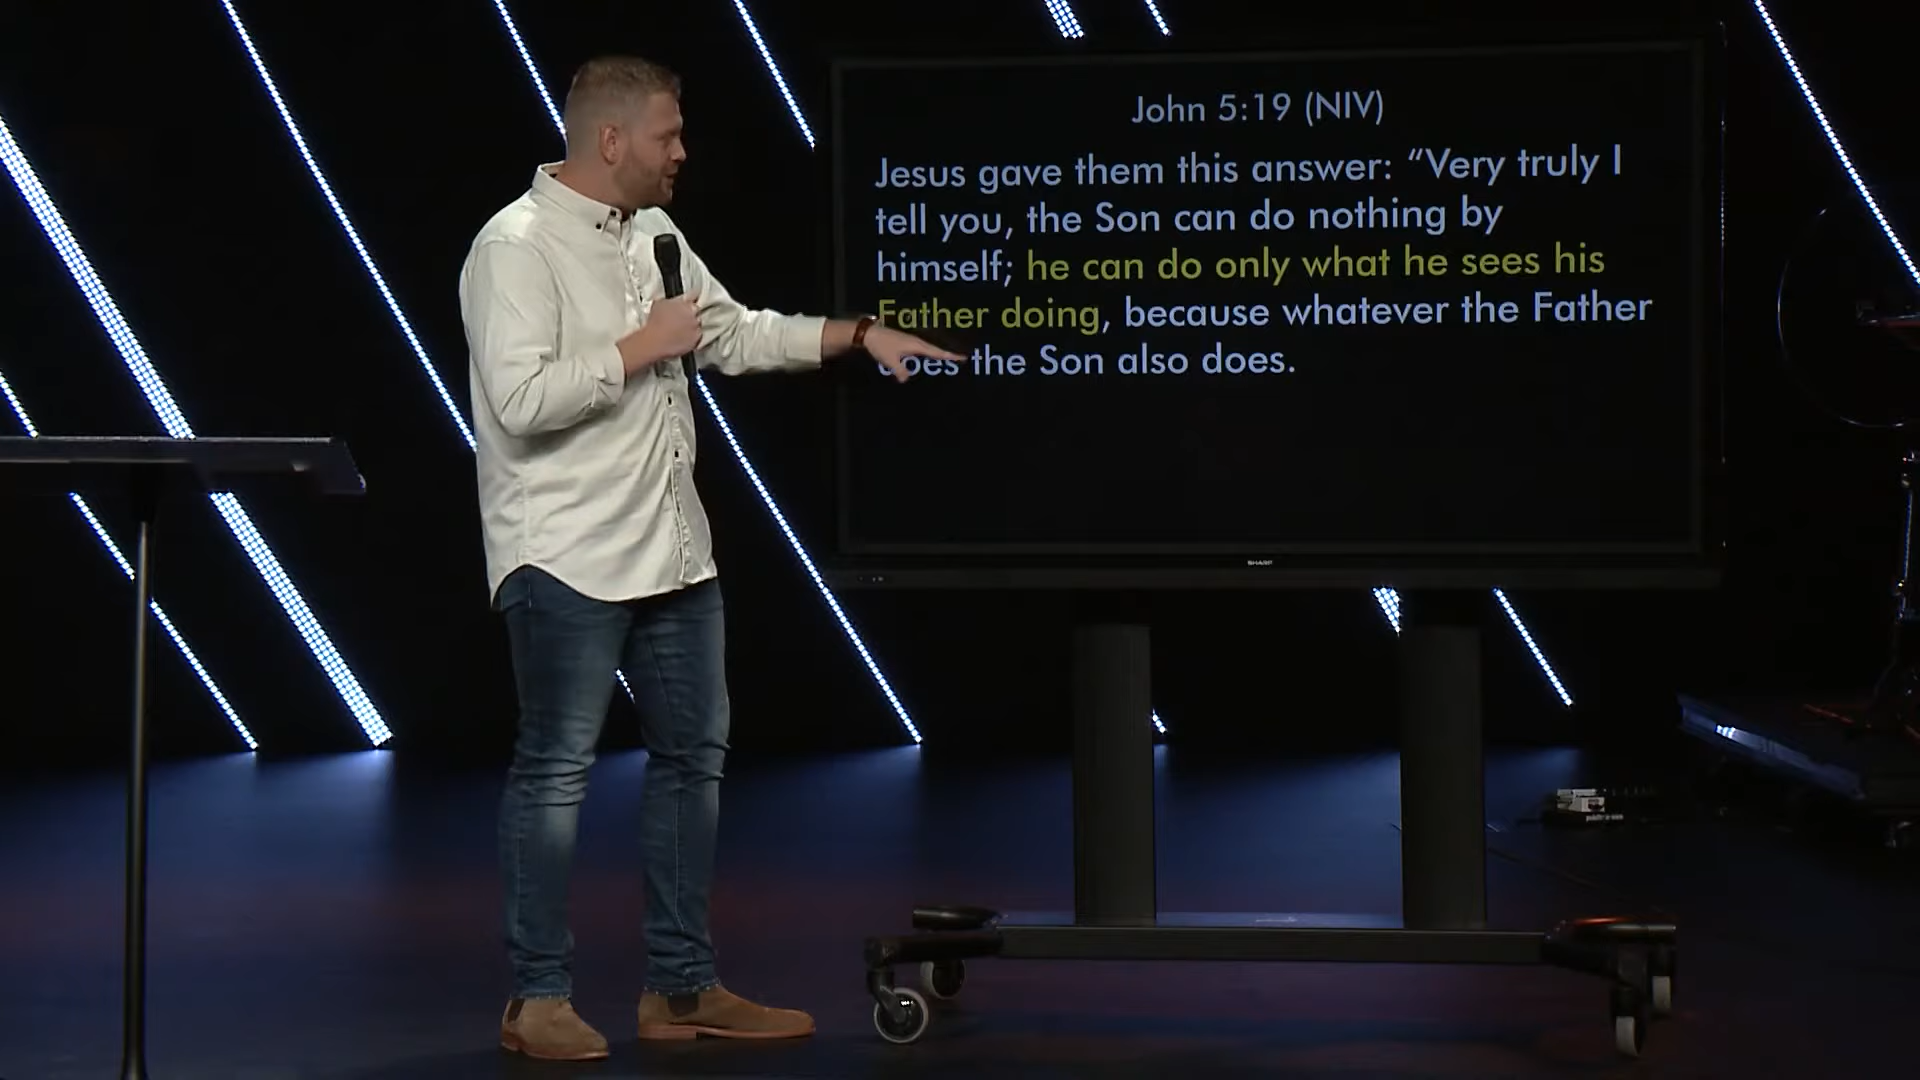 John 5:19 (NIV)
Jesus gave them this answer: “Very truly I
tell you, the Son can do nothing by
himself; he can do only what he sees his
Father doing, because whatever the Father
does the Son also does.
SHARP